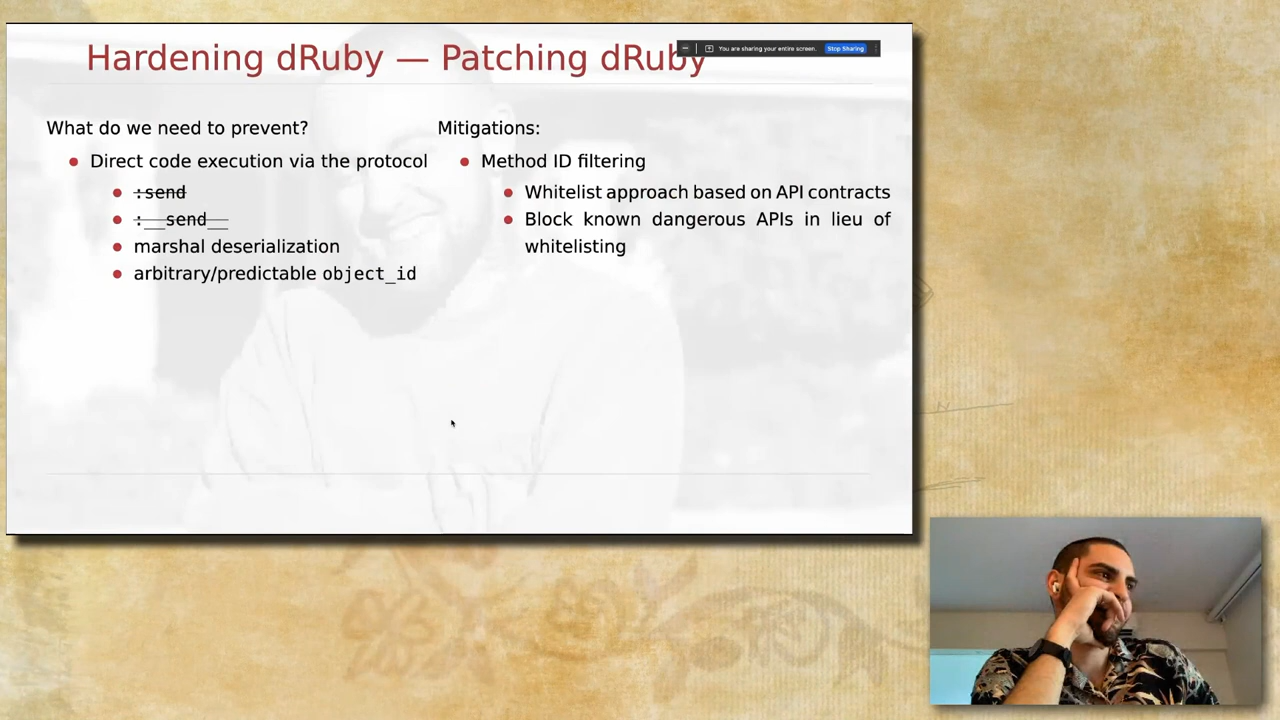 Hardening dRuby — Patching dRuby
You are sharing your entire screen.
Stop Sharing
What do we need to prevent?
Direct code execution via the protocol
:send
:__send__
marshal deserialization
arbitrary/predictable object_id
Mitigations:
Method ID filtering
Whitelist approach based on API contracts
Block known dangerous APIs in lieu of
whitelisting